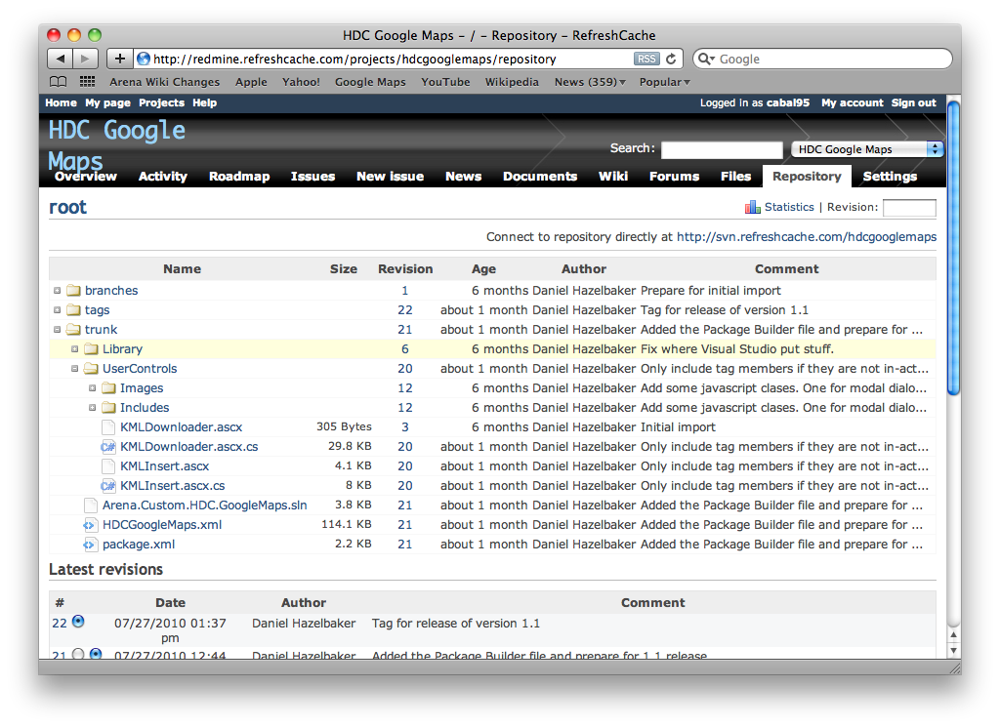 HDC Google Maps – / – Repository – RefreshCache
http://redmine.refreshcache.com/projects/hdcgooglemaps/repository RSS Google
Arena Wiki Changes Apple Yahoo! Google Maps YouTube Wikipedia News (359) Popular
Home My page Projects Help Logged in as cabal95 My account Sign out
HDC Google
Maps
Search: HDC Google Maps
Overview Activity Roadmap Issues New issue News Documents Wiki Forums Files Repository Settings
root Statistics | Revision:
Connect to repository directly at http://svn.refreshcache.com/hdcgooglemaps
Name Size Revision Age Author Comment
branches 1 6 months Daniel Hazelbaker Prepare for initial import
tags 22 about 1 month Daniel Hazelbaker Tag for release of version 1.1
trunk 21 about 1 month Daniel Hazelbaker Added the Package Builder file and prepare for ...
Library 6 6 months Daniel Hazelbaker Fix where Visual Studio put stuff.
UserControls 20 about 1 month Daniel Hazelbaker Only include tag members if they are not in-act...
Images 12 6 months Daniel Hazelbaker Add some javascript clases. One for modal dialo...
Includes 12 6 months Daniel Hazelbaker Add some javascript clases. One for modal dialo...
KMLDownloader.ascx 305 Bytes 3 6 months Daniel Hazelbaker Initial import
C# KMLDownloader.ascx.cs 29.8 KB 20 about 1 month Daniel Hazelbaker Only include tag members if they are not in-act...
KMLInsert.ascx 4.1 KB 20 about 1 month Daniel Hazelbaker Only include tag members if they are not in-act...
C# KMLInsert.ascx.cs 8 KB 20 about 1 month Daniel Hazelbaker Only include tag members if they are not in-act...
Arena.Custom.HDC.GoogleMaps.sln 3.8 KB 21 about 1 month Daniel Hazelbaker Added the Package Builder file and prepare for ...
HDCGoogleMaps.xml 114.1 KB 21 about 1 month Daniel Hazelbaker Added the Package Builder file and prepare for ...
package.xml 2.2 KB 21 about 1 month Daniel Hazelbaker Added the Package Builder file and prepare for ...
Latest revisions
# Date Author Comment
22 07/27/2010 01:37 Daniel Hazelbaker Tag for release of version 1.1
pm
21 07/27/2010 12:44 Daniel Hazelbaker Added the Package Builder file and prepare for 1.1 release